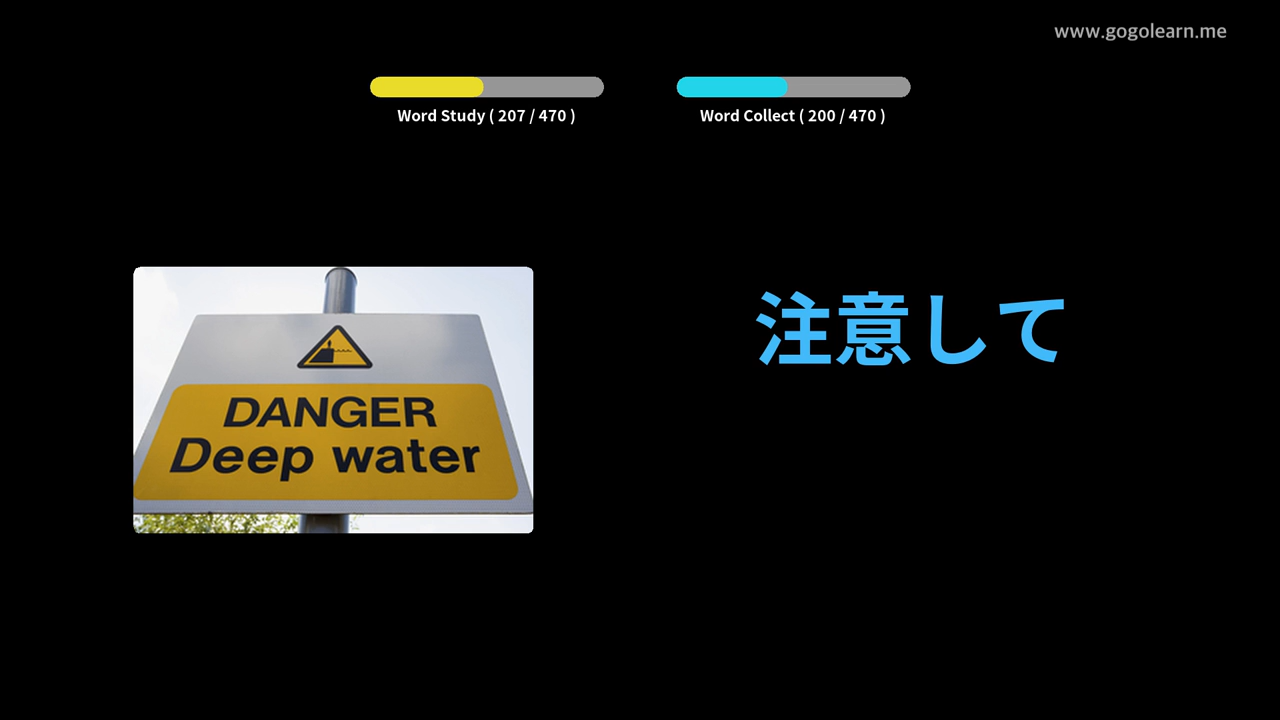 www.gogolearn.me
Word Study ( 207 / 470 )
Word Collect ( 200 / 470 )
DANGER
Deep water
注意して